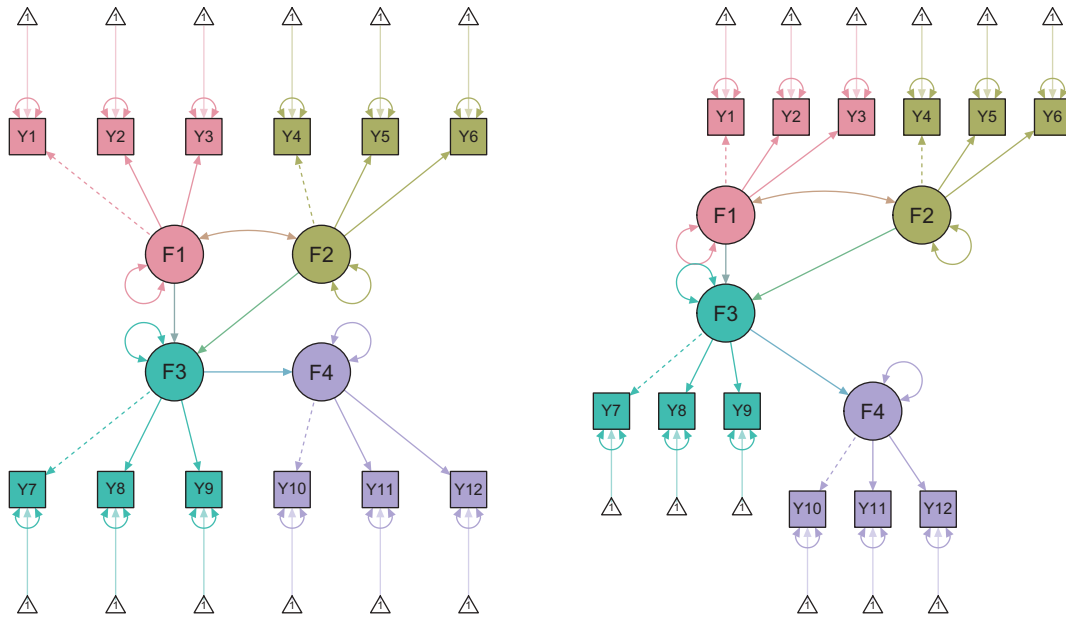 1 1 1 1 1 1
Y1 Y2 Y3 Y4 Y5 Y6
F1 F2
F3 F4
Y7 Y8 Y9 Y10 Y11 Y12
1 1 1 1 1 1
1 1 1 1 1 1
Y1 Y2 Y3 Y4 Y5 Y6
F1 F2
F3
Y7 Y8 Y9 F4
1 1 1 Y10 Y11 Y12
1 1 1